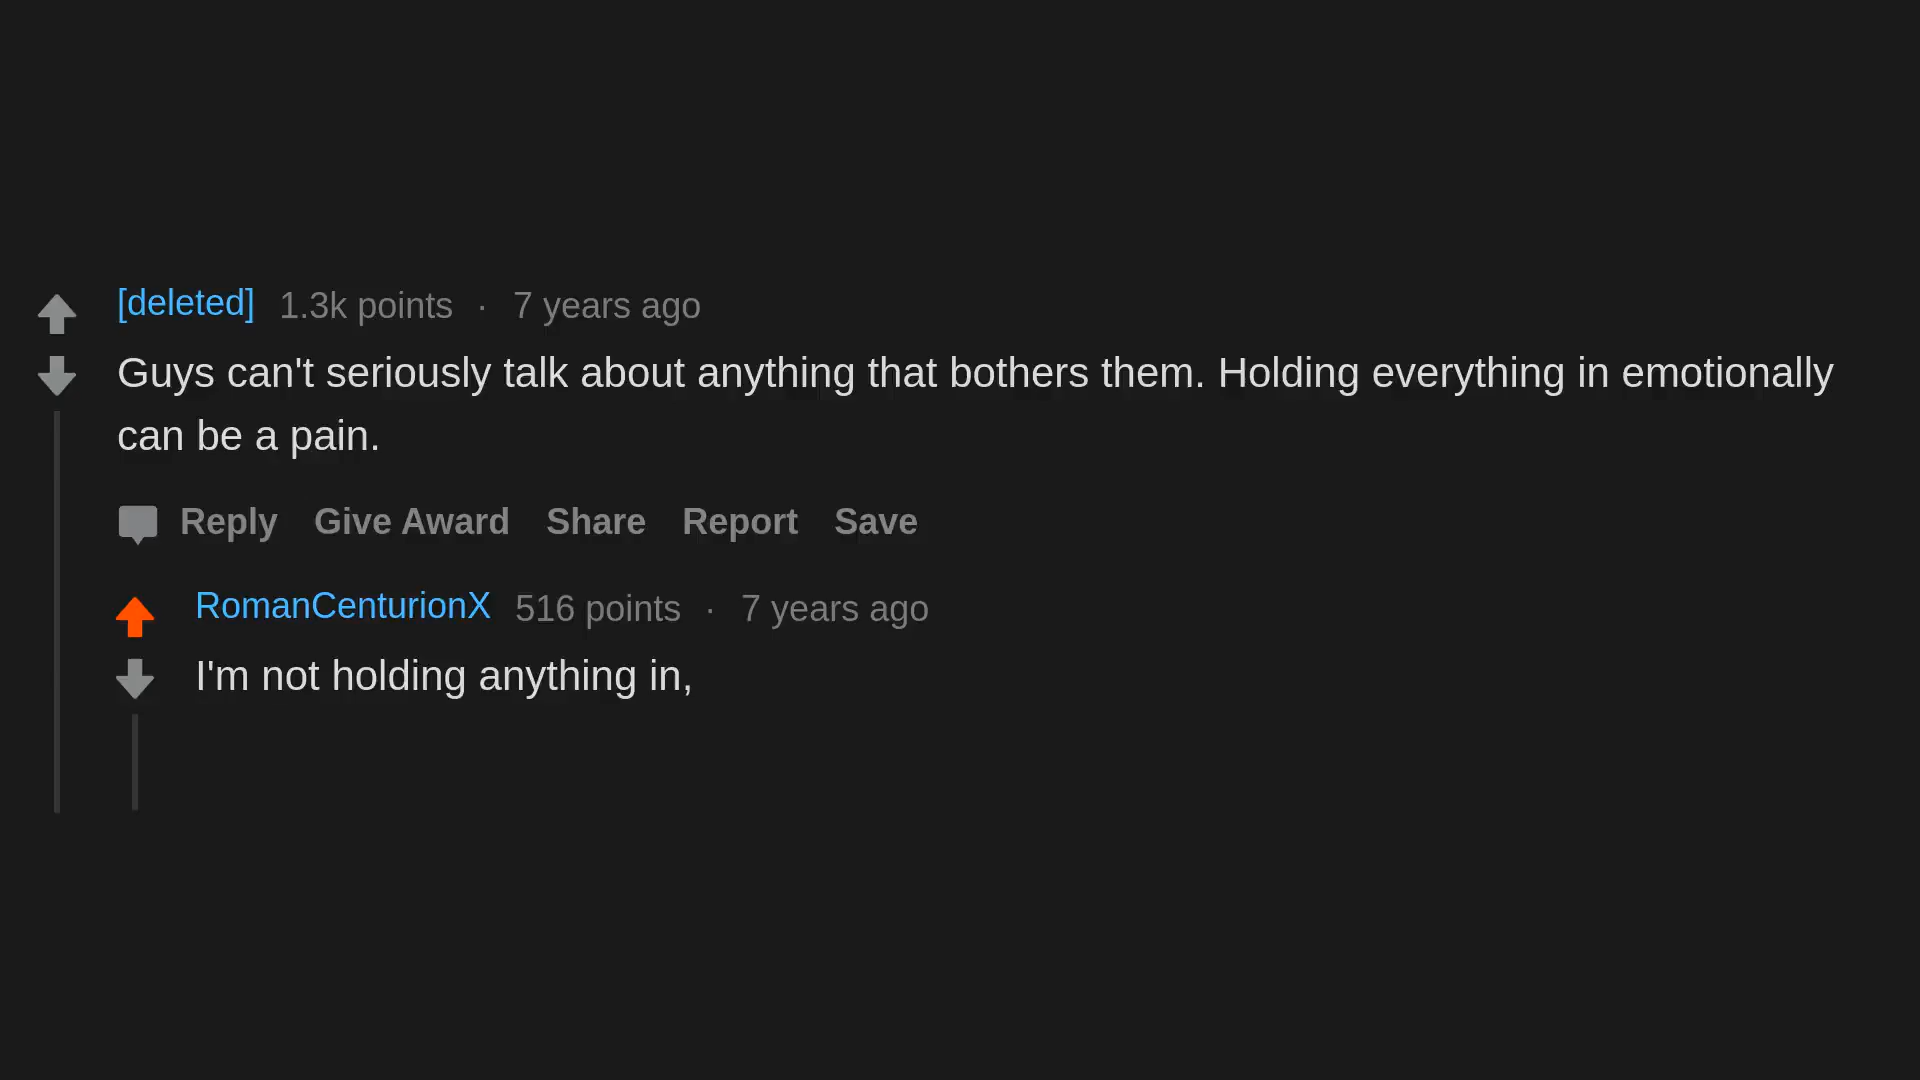 [deleted] 1.3k points · 7 years ago
Guys can't seriously talk about anything that bothers them. Holding everything in emotionally
can be a pain.
Reply Give Award Share Report Save
RomanCenturionX 516 points · 7 years ago
I'm not holding anything in,